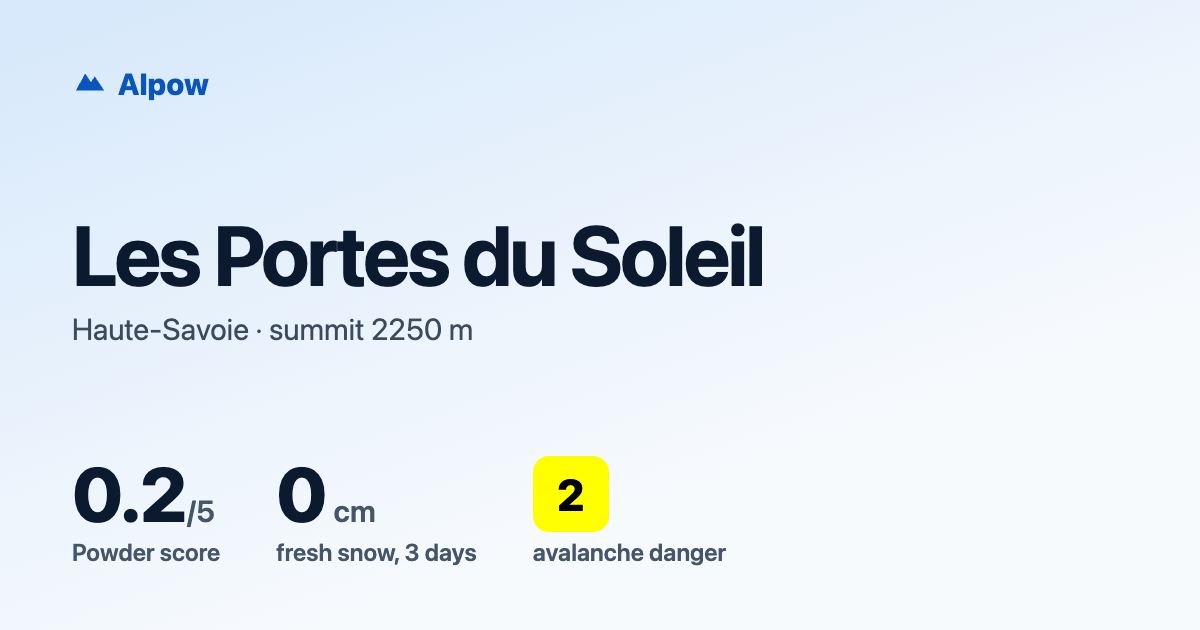 Alpow
Les Portes du Soleil
Haute-Savoie · summit 2250 m
0.2/5
Powder score
0 cm
fresh snow, 3 days
2
avalanche danger